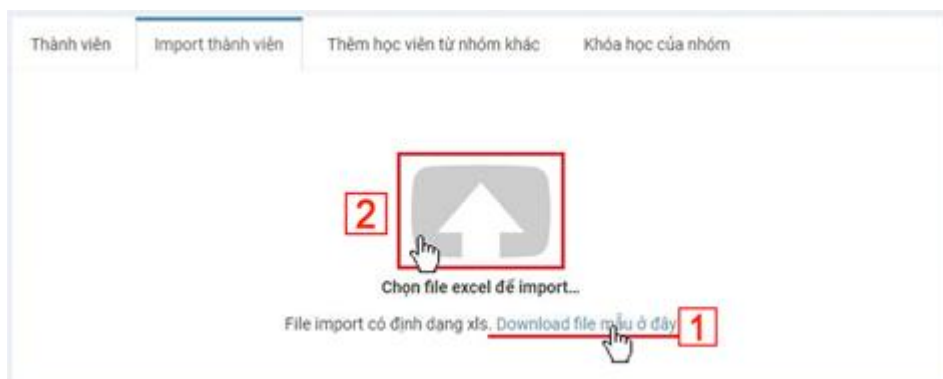 Thành viên Import thành viên Thêm học viên từ nhóm khác Khóa học của nhóm
2
Chọn file excel để import...
File import có định dạng xls. Download file mẫu ở đây 1